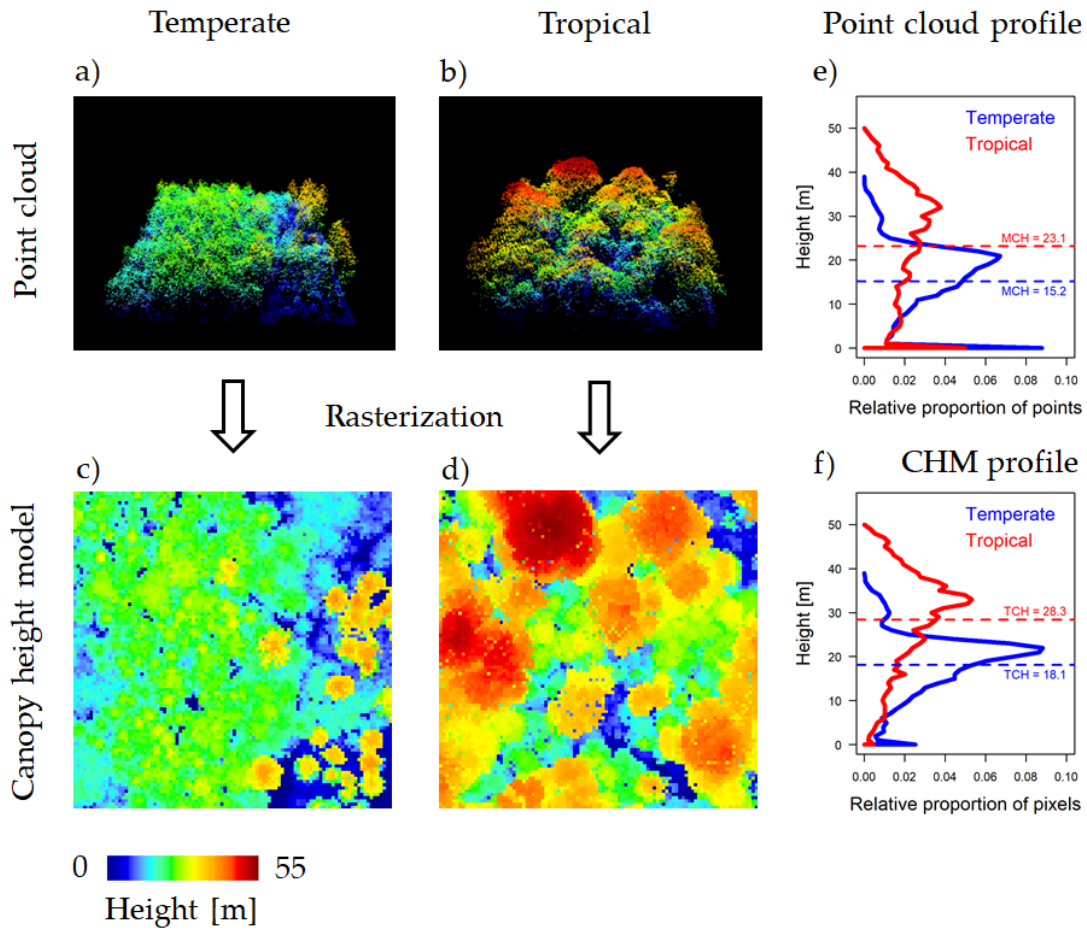 Temperate
Tropical
Point cloud profile
a)
b)
e)
Point cloud
Temperate
Tropical
Height [m]
50
40
30
20
10
0
MCH = 23.1
MCH = 15.2
0.00 0.02 0.04 0.06 0.08 0.10
Relative proportion of points
Rasterization
c)
d)
f)
CHM profile
Canopy height model
Temperate
Tropical
Height [m]
50
40
30
20
10
0
TCH = 28.3
TCH = 18.1
0.00 0.02 0.04 0.06 0.08 0.10
Relative proportion of pixels
0 55
Height [m]